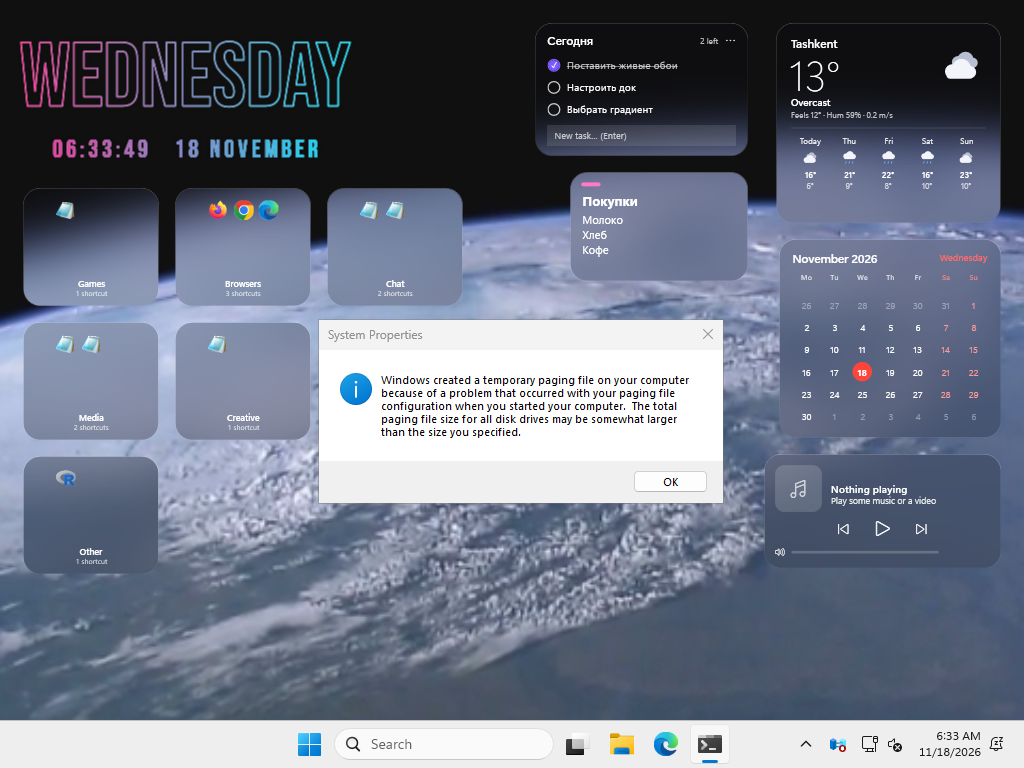 WEDNESDAY
06:33:49 18 NOVEMBER
Сегодня
2 left
Поставить живые обои
Настроить док
Выбрать градиент
New task... (Enter)
Tashkent
13°
Overcast
Feels 12° · Hum 59% · 0.2 m/s
Today Thu Fri Sat Sun
16° 21° 22° 16° 23°
6° 9° 8° 10° 10°
Покупки
Молоко
Хлеб
Кофе
Games
1 shortcut
Browsers
3 shortcuts
Chat
2 shortcuts
Media
2 shortcuts
Creative
1 shortcut
Other
1 shortcut
November 2026 Wednesday
Mo Tu We Th Fr Sa Su
26 27 28 29 30 31 1
2 3 4 5 6 7 8
9 10 11 12 13 14 15
16 17 18 19 20 21 22
23 24 25 26 27 28 29
30 1 2 3 4 5 6
System Properties
Windows created a temporary paging file on your computer
because of a problem that occurred with your paging file
configuration when you started your computer. The total
paging file size for all disk drives may be somewhat larger
than the size you specified.
OK
Nothing playing
Play some music or a video
Search
6:33 AM
11/18/2026